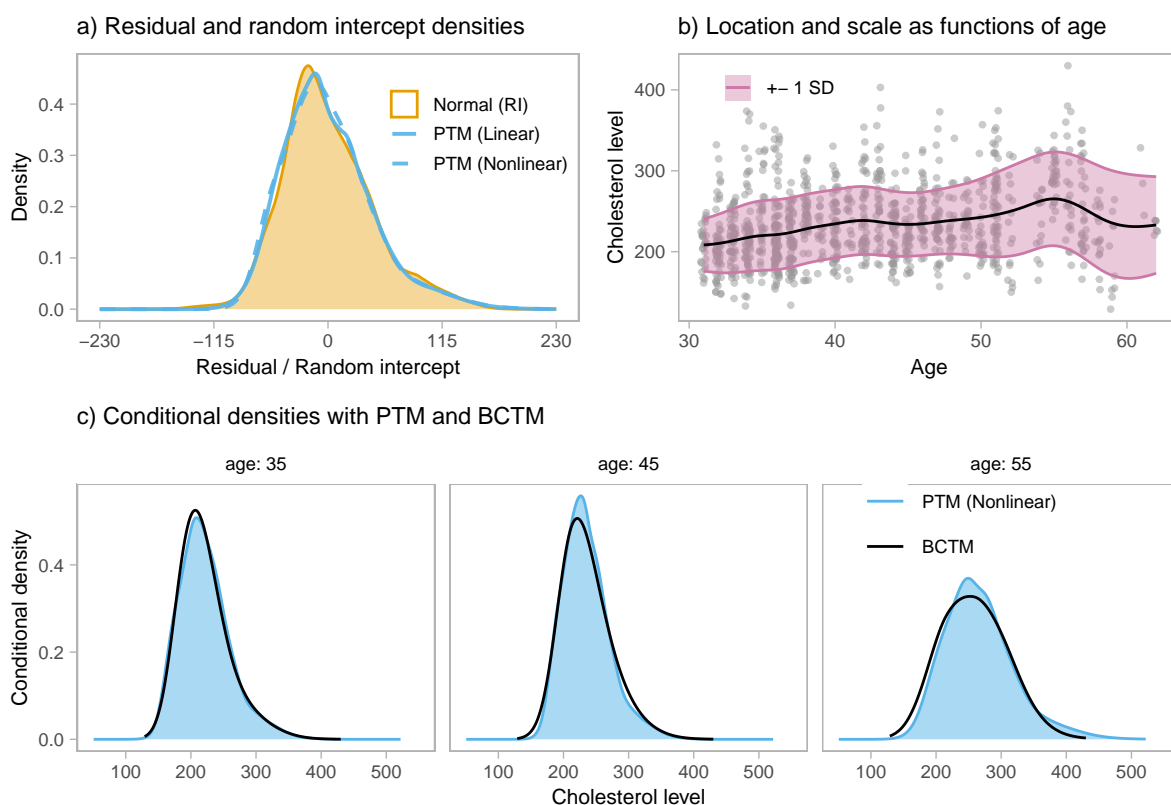 a) Residual and random intercept densities
Density
0.4
0.3
0.2
0.1
0.0
Normal (RI)
PTM (Linear)
PTM (Nonlinear)
−230
−115
0
115
230
Residual / Random intercept
b) Location and scale as functions of age
Cholesterol level
400
300
200
+− 1 SD
30
40
50
60
Age
c) Conditional densities with PTM and BCTM
age: 35
age: 45
age: 55
Conditional density
0.4
0.2
0.0
PTM (Nonlinear)
BCTM
100
200
300
400
500
100
200
300
400
500
100
200
300
400
500
Cholesterol level